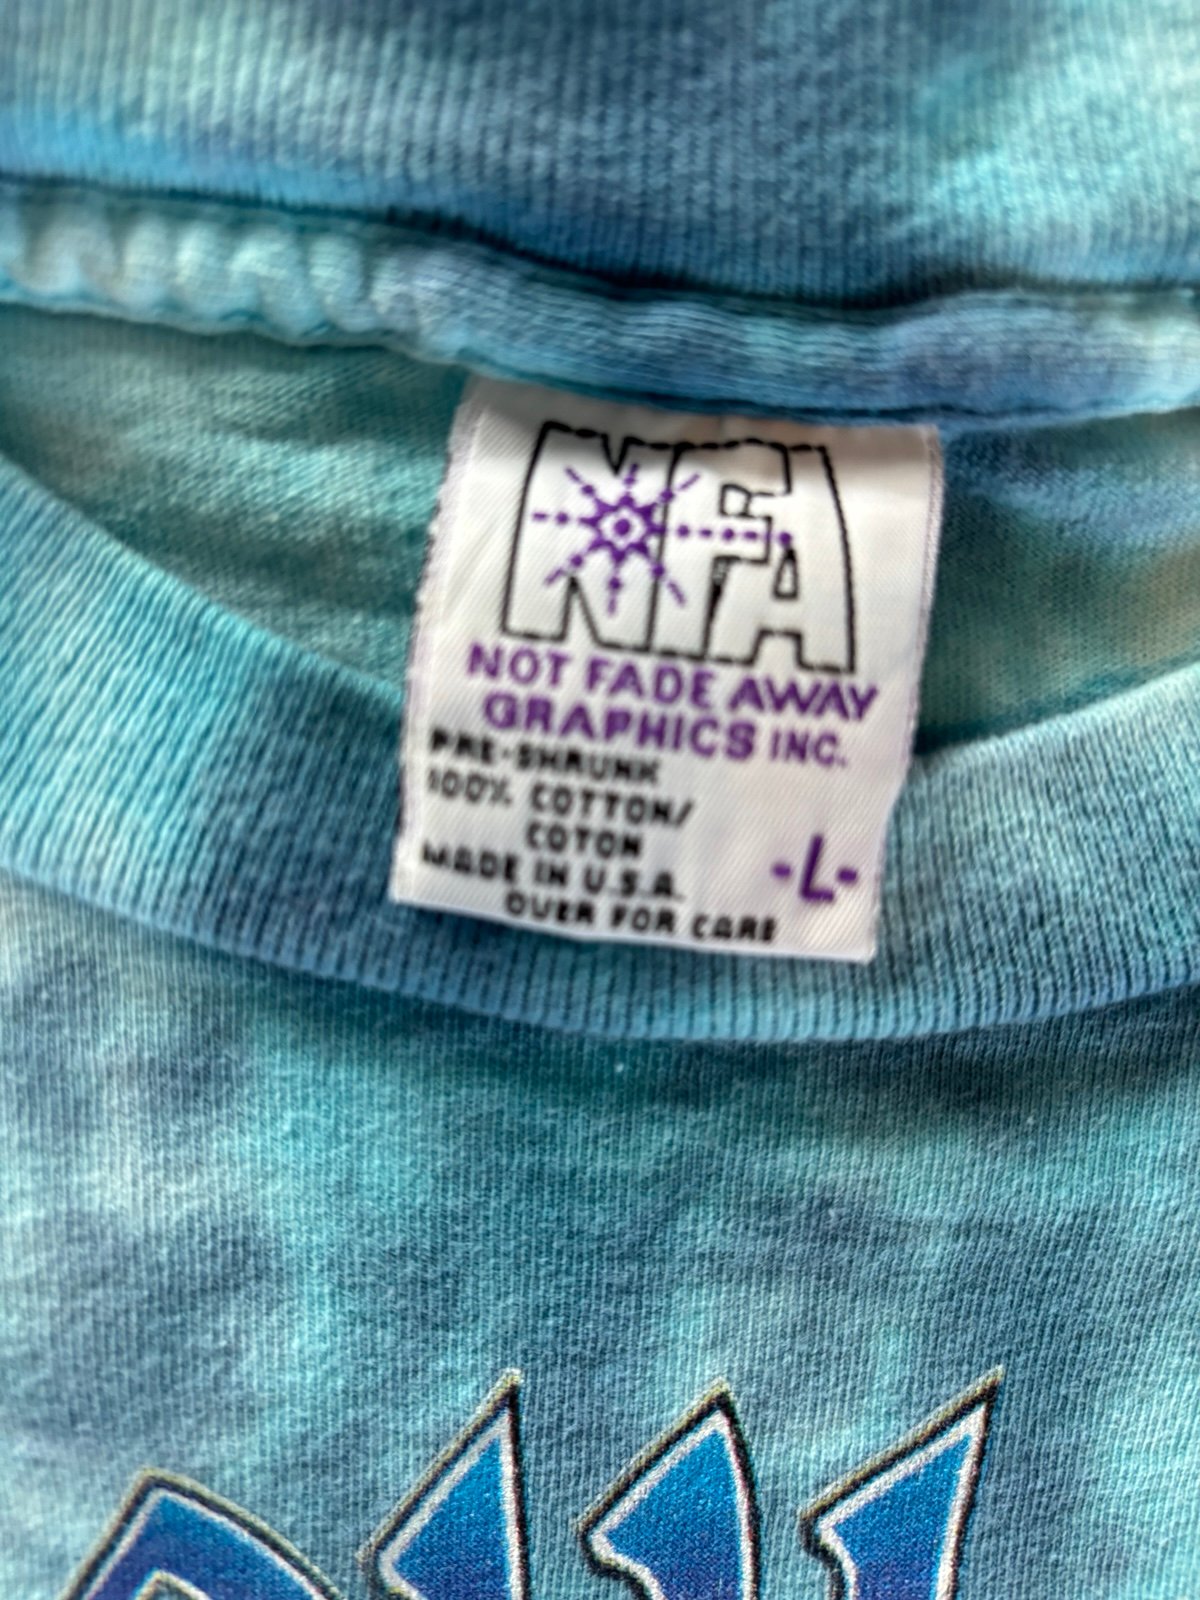 NFA
NOT FADE AWAY
GRAPHICS INC.
PRE-SHRUNK
100% COTTON/
COTON
MADE IN U.S.A.
-L-
OVER FOR CARE